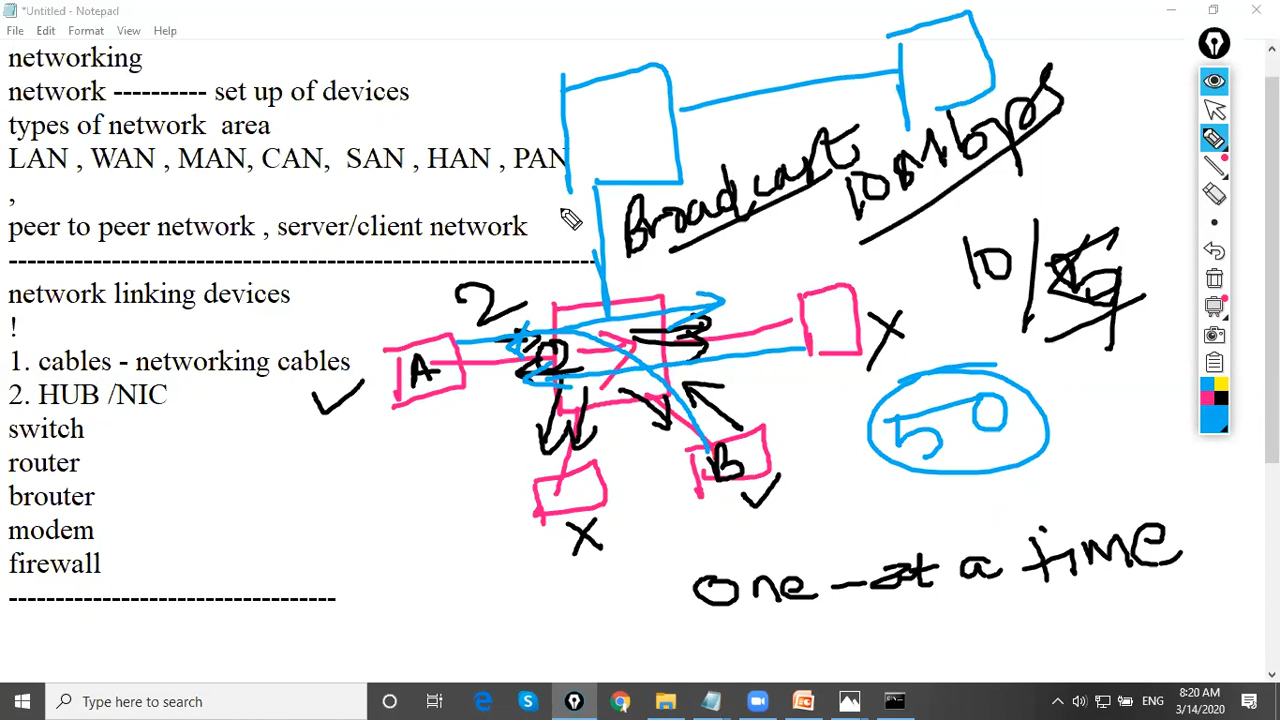 *Untitled - Notepad
File Edit Format View Help
networking
network ---------- set up of devices
types of network  area
LAN , WAN , MAN, CAN,  SAN , HAN , PAN
,
peer to peer network , server/client network
---------------------------------------------------------------
network linking devices
!
1. cables - networking cables
2. HUB /NIC
switch
router
brouter
modem
firewall
-----------------------------------
Broadcast
100Mbps
10/
2
A
X
B
X
50
one - at a time
Type here to search
ENG
8:20 AM
3/14/2020